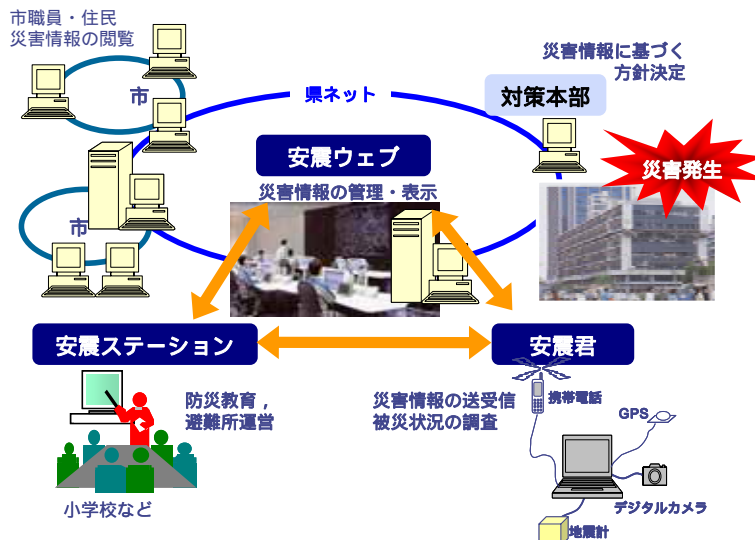 市職員・住民
災害情報の閲覧
市
県ネット
災害情報に基づく
方針決定
対策本部
災害発生
安震ウェブ
災害情報の管理・表示
市
安震ステーション
安震君
防災教育，
避難所運営
災害情報の送受信
被災状況の調査
携帯電話
GPS
小学校など
デジタルカメラ
地震計